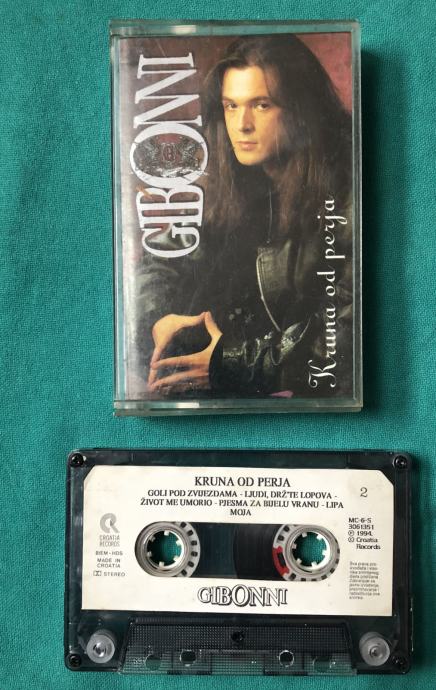 GIBONNI
Kruna od perja
KRUNA OD PERJA
GOLI POD ZVIJEZDAMA - LJUDI, DRŽ'TE LOPOVA -
ŽIVOT ME UMORIO - PJESMA ZA BIJELU VRANU - LIPA
MOJA
2
CROATIA
RECORDS
BIEM - HDS
MADE IN
CROATIA
STEREO
MC-6-S
3061351
℗ 1994.
© Croatia
Records
GIBONNI